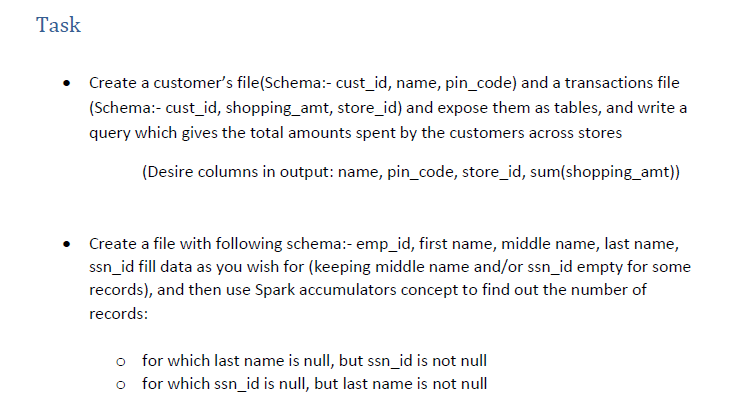 Task
• Create a customer's file(Schema:- cust_id, name, pin_code) and a transactions file
(Schema:- cust_id, shopping_amt, store_id) and expose them as tables, and write a
query which gives the total amounts spent by the customers across stores
(Desire columns in output: name, pin_code, store_id, sum(shopping_amt))
• Create a file with following schema:- emp_id, first name, middle name, last name,
ssn_id fill data as you wish for (keeping middle name and/or ssn_id empty for some
records), and then use Spark accumulators concept to find out the number of
records:
o for which last name is null, but ssn_id is not null
o for which ssn_id is null, but last name is not null